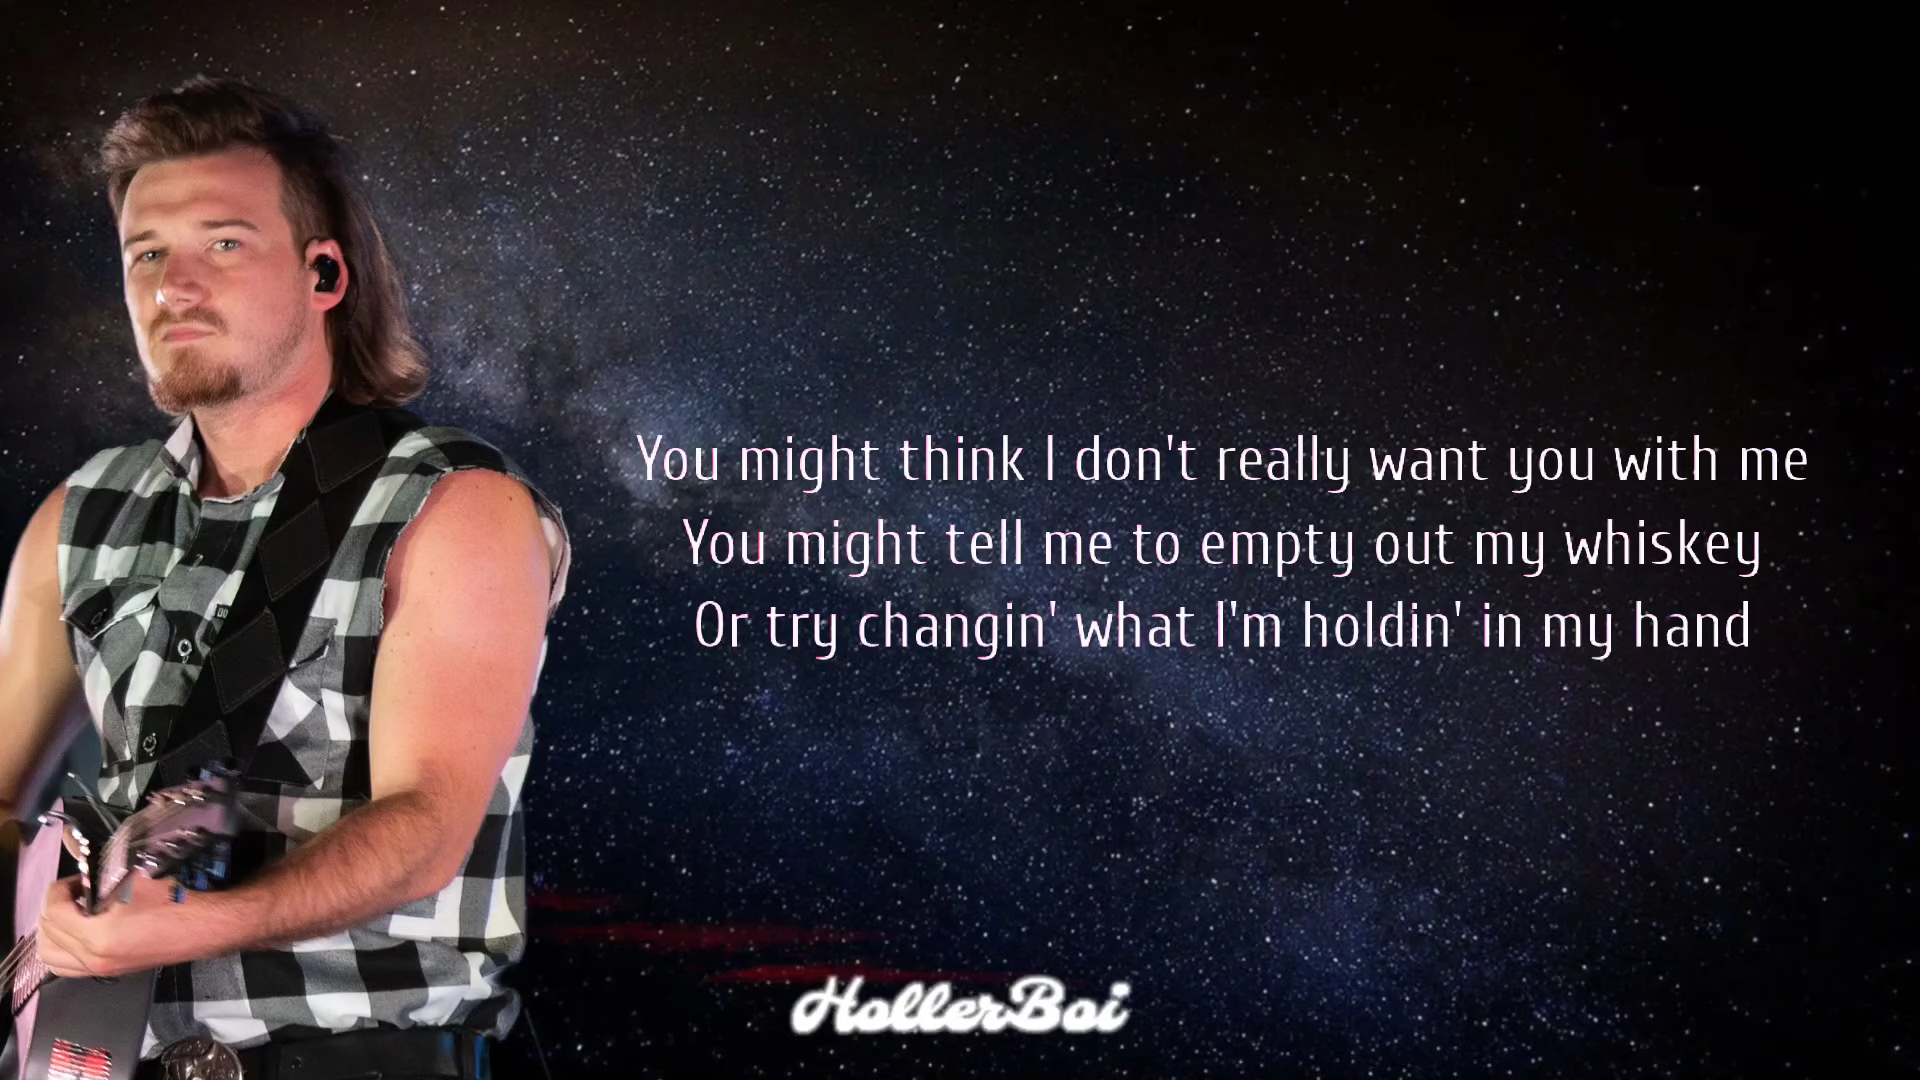 You might think I don't really want you with me
You might tell me to empty out my whiskey
Or try changin' what I'm holdin' in my hand
HollerBoi